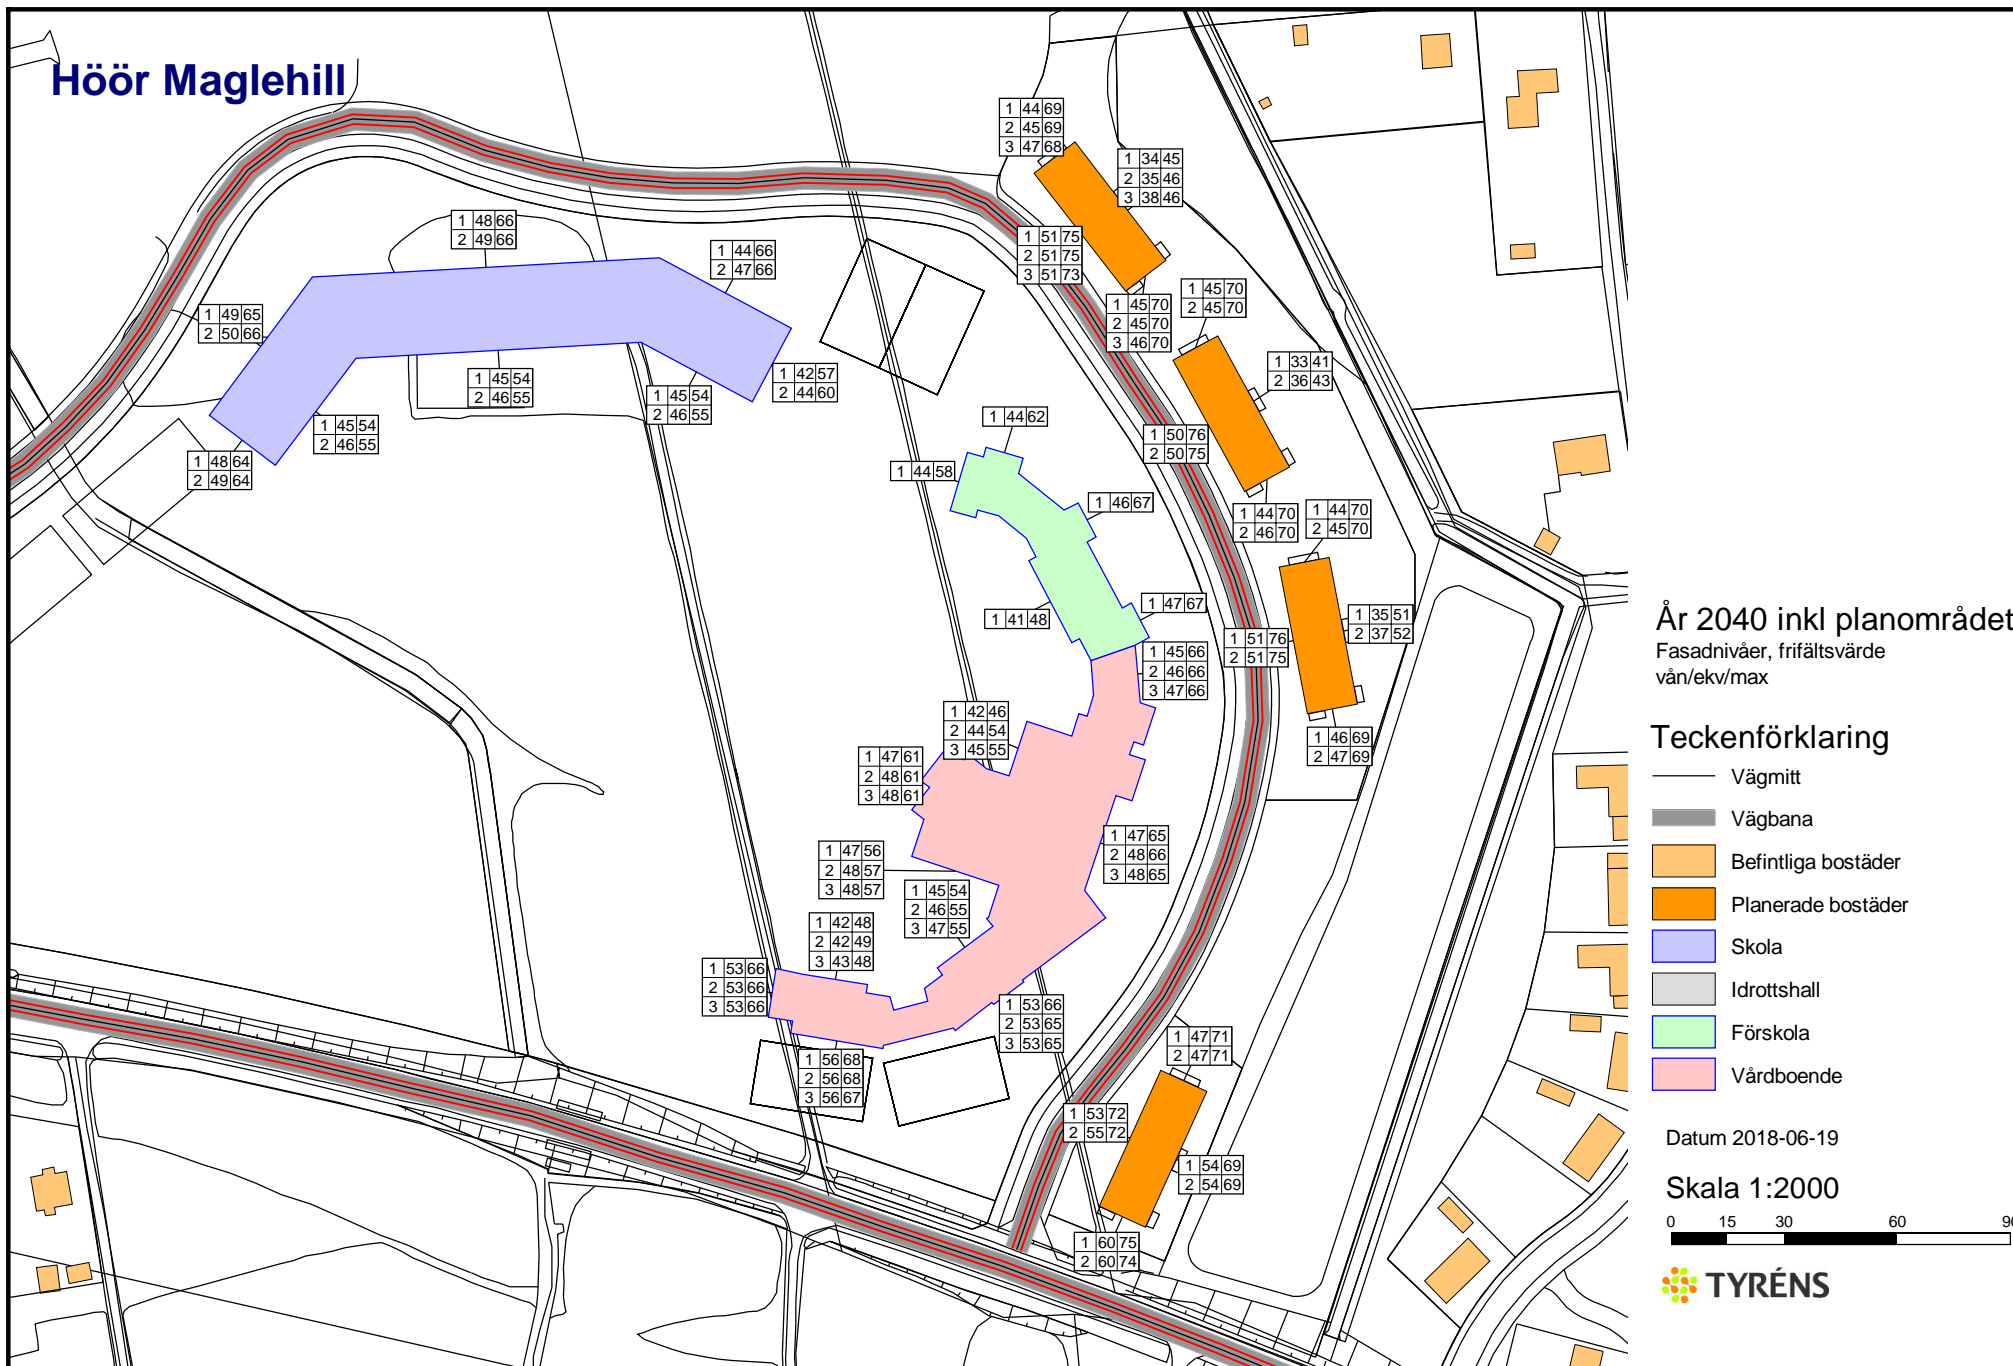 Höör Maglehill
1 44 69
2 45 69
3 47 68
1 34 45
2 35 46
3 38 46
1 48 66
2 49 66
1 44 66
2 47 66
1 51 75
2 51 75
3 51 73
1 45 70
2 45 70
3 46 70
1 45 70
2 45 70
1 49 65
2 50 66
1 33 41
2 36 43
1 45 54
2 46 55
1 45 54
2 46 55
1 42 57
2 44 60
1 45 54
2 46 55
1 44 62
1 50 76
2 50 75
1 48 64
2 49 64
1 44 58
1 46 67
1 44 70
2 46 70
1 44 70
2 45 70
1 41 48
1 47 67
1 51 76
2 51 75
1 35 51
2 37 52
1 45 66
2 46 66
3 47 66
1 42 46
2 44 54
3 45 55
1 46 69
2 47 69
1 47 61
2 48 61
3 48 61
1 47 65
2 48 66
3 48 65
1 47 56
2 48 57
3 48 57
1 45 54
2 46 55
3 47 55
1 42 48
2 42 49
3 43 48
1 53 66
2 53 66
3 53 66
1 53 66
2 53 65
3 53 65
1 56 68
2 56 68
3 56 67
1 47 71
2 47 71
1 53 72
2 55 72
1 54 69
2 54 69
1 60 75
2 60 74
År 2040 inkl planområdet
Fasadnivåer, frifältsvärde
vån/ekv/max
Teckenförklaring
Vägmitt
Vägbana
Befintliga bostäder
Planerade bostäder
Skola
Idrottshall
Förskola
Vårdboende
Datum 2018-06-19
Skala 1:2000
0 15 30 60 90
TYRÉNS